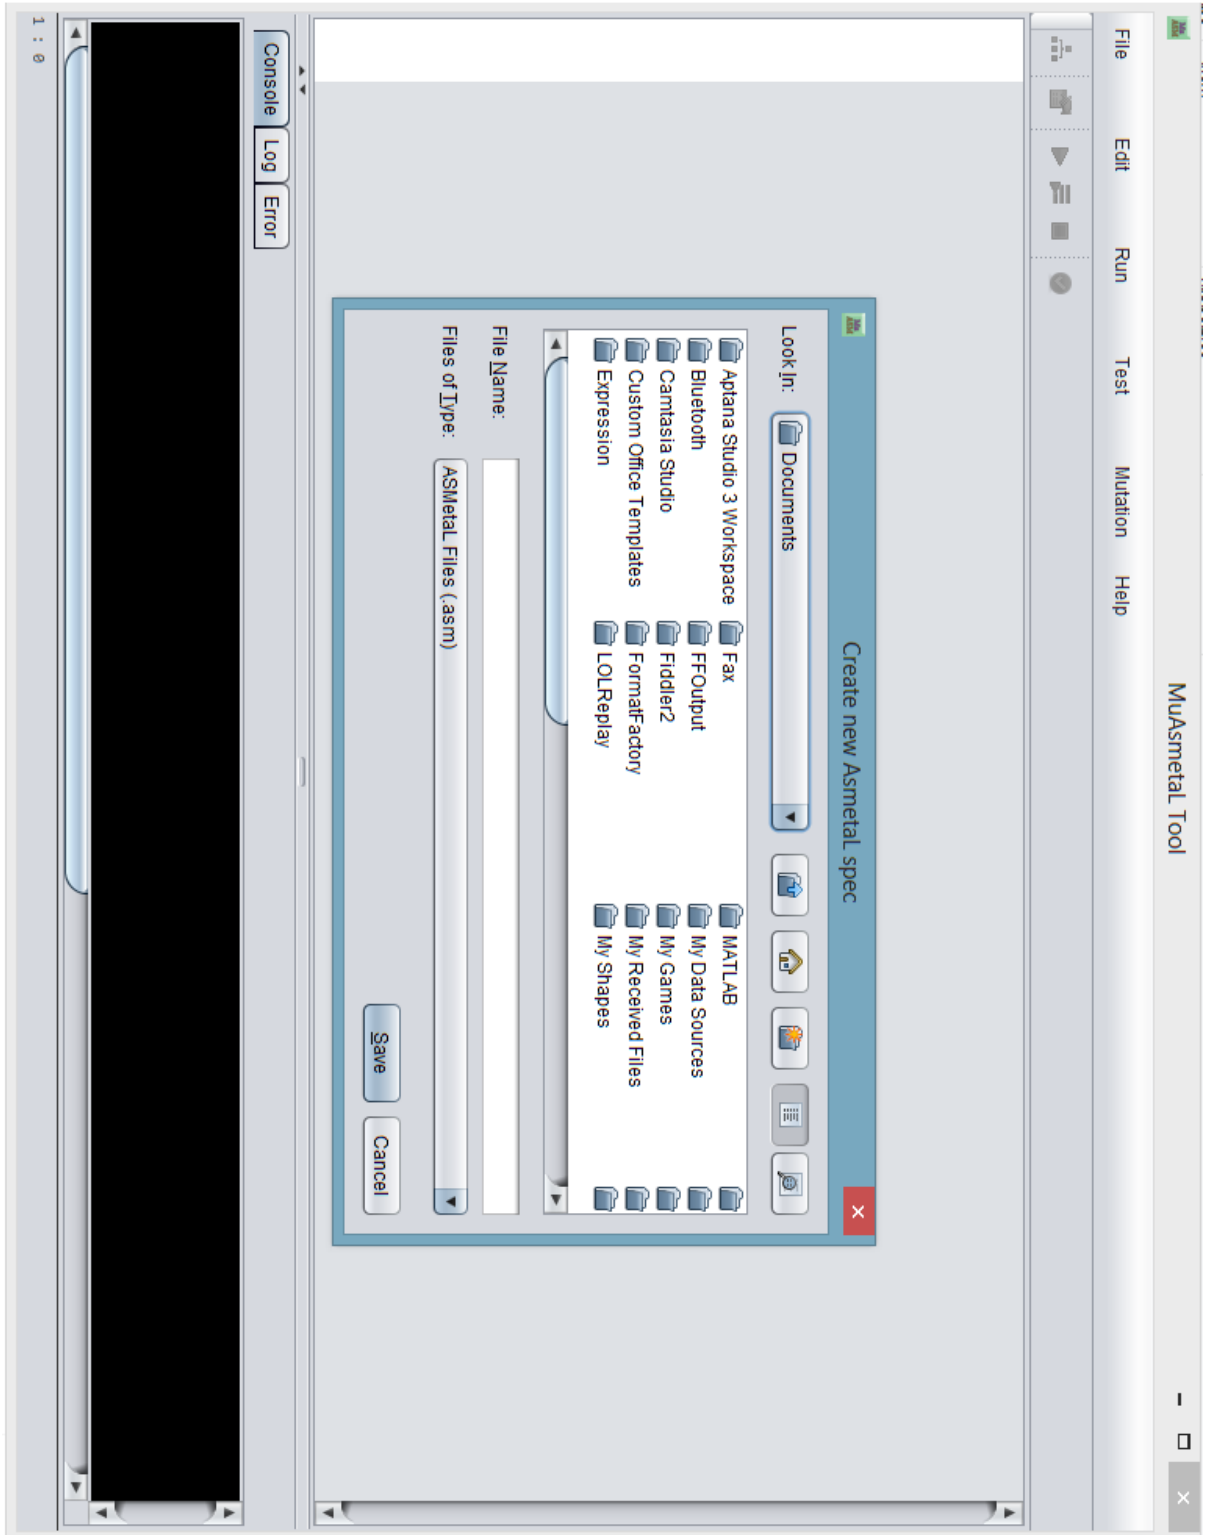 MuAsmetaL Tool
File Edit Run Test Mutation Help
Create new AsmetaL spec
Look In: Documents
Aptana Studio 3 Workspace Fax MATLAB
Bluetooth FFOutput My Data Sources
Camtasia Studio Fiddler2 My Games
Custom Office Templates FormatFactory My Received Files
Expression LOLReplay My Shapes
File Name:
Files of Type: ASMetaL Files (.asm)
Save Cancel
Console Log Error
1 : 0